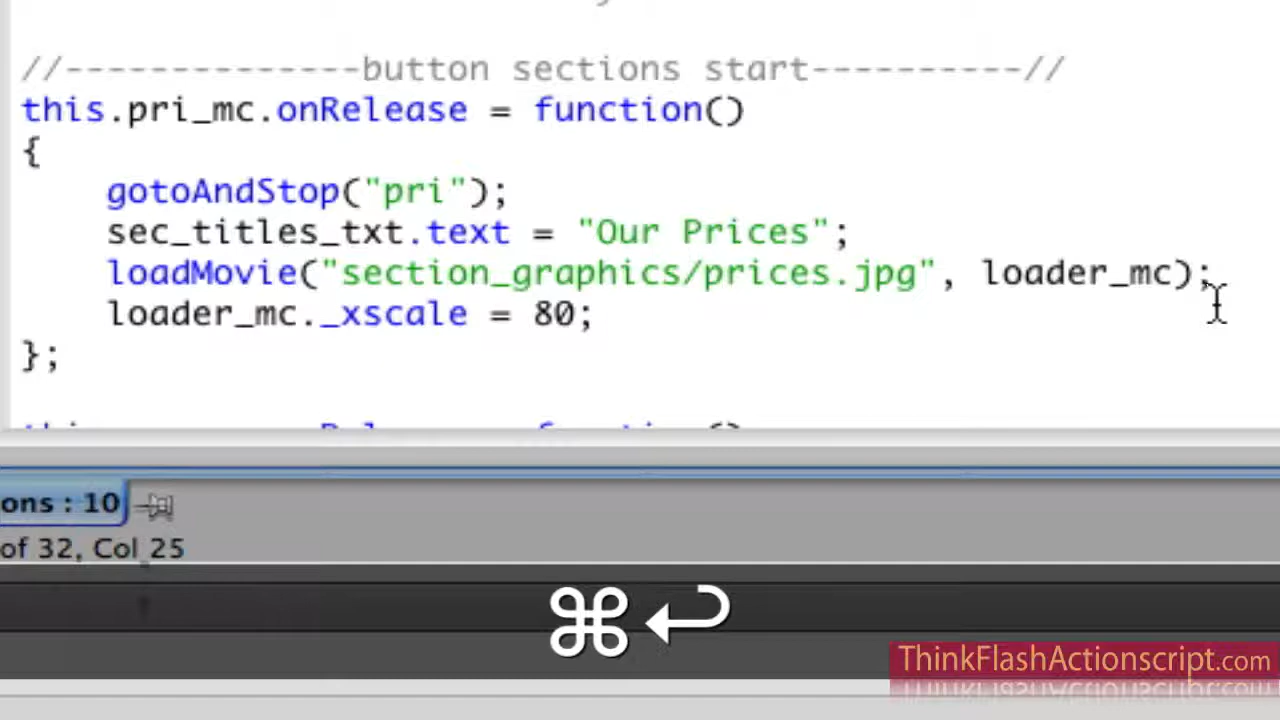 //--------------button sections start----------//
this.pri_mc.onRelease = function()
{
    gotoAndStop("pri");
    sec_titles_txt.text = "Our Prices";
    loadMovie("section_graphics/prices.jpg", loader_mc);
    loader_mc._xscale = 80;
};
ons : 10
of 32, Col 25
⌘↩
ThinkFlashActionscript.com